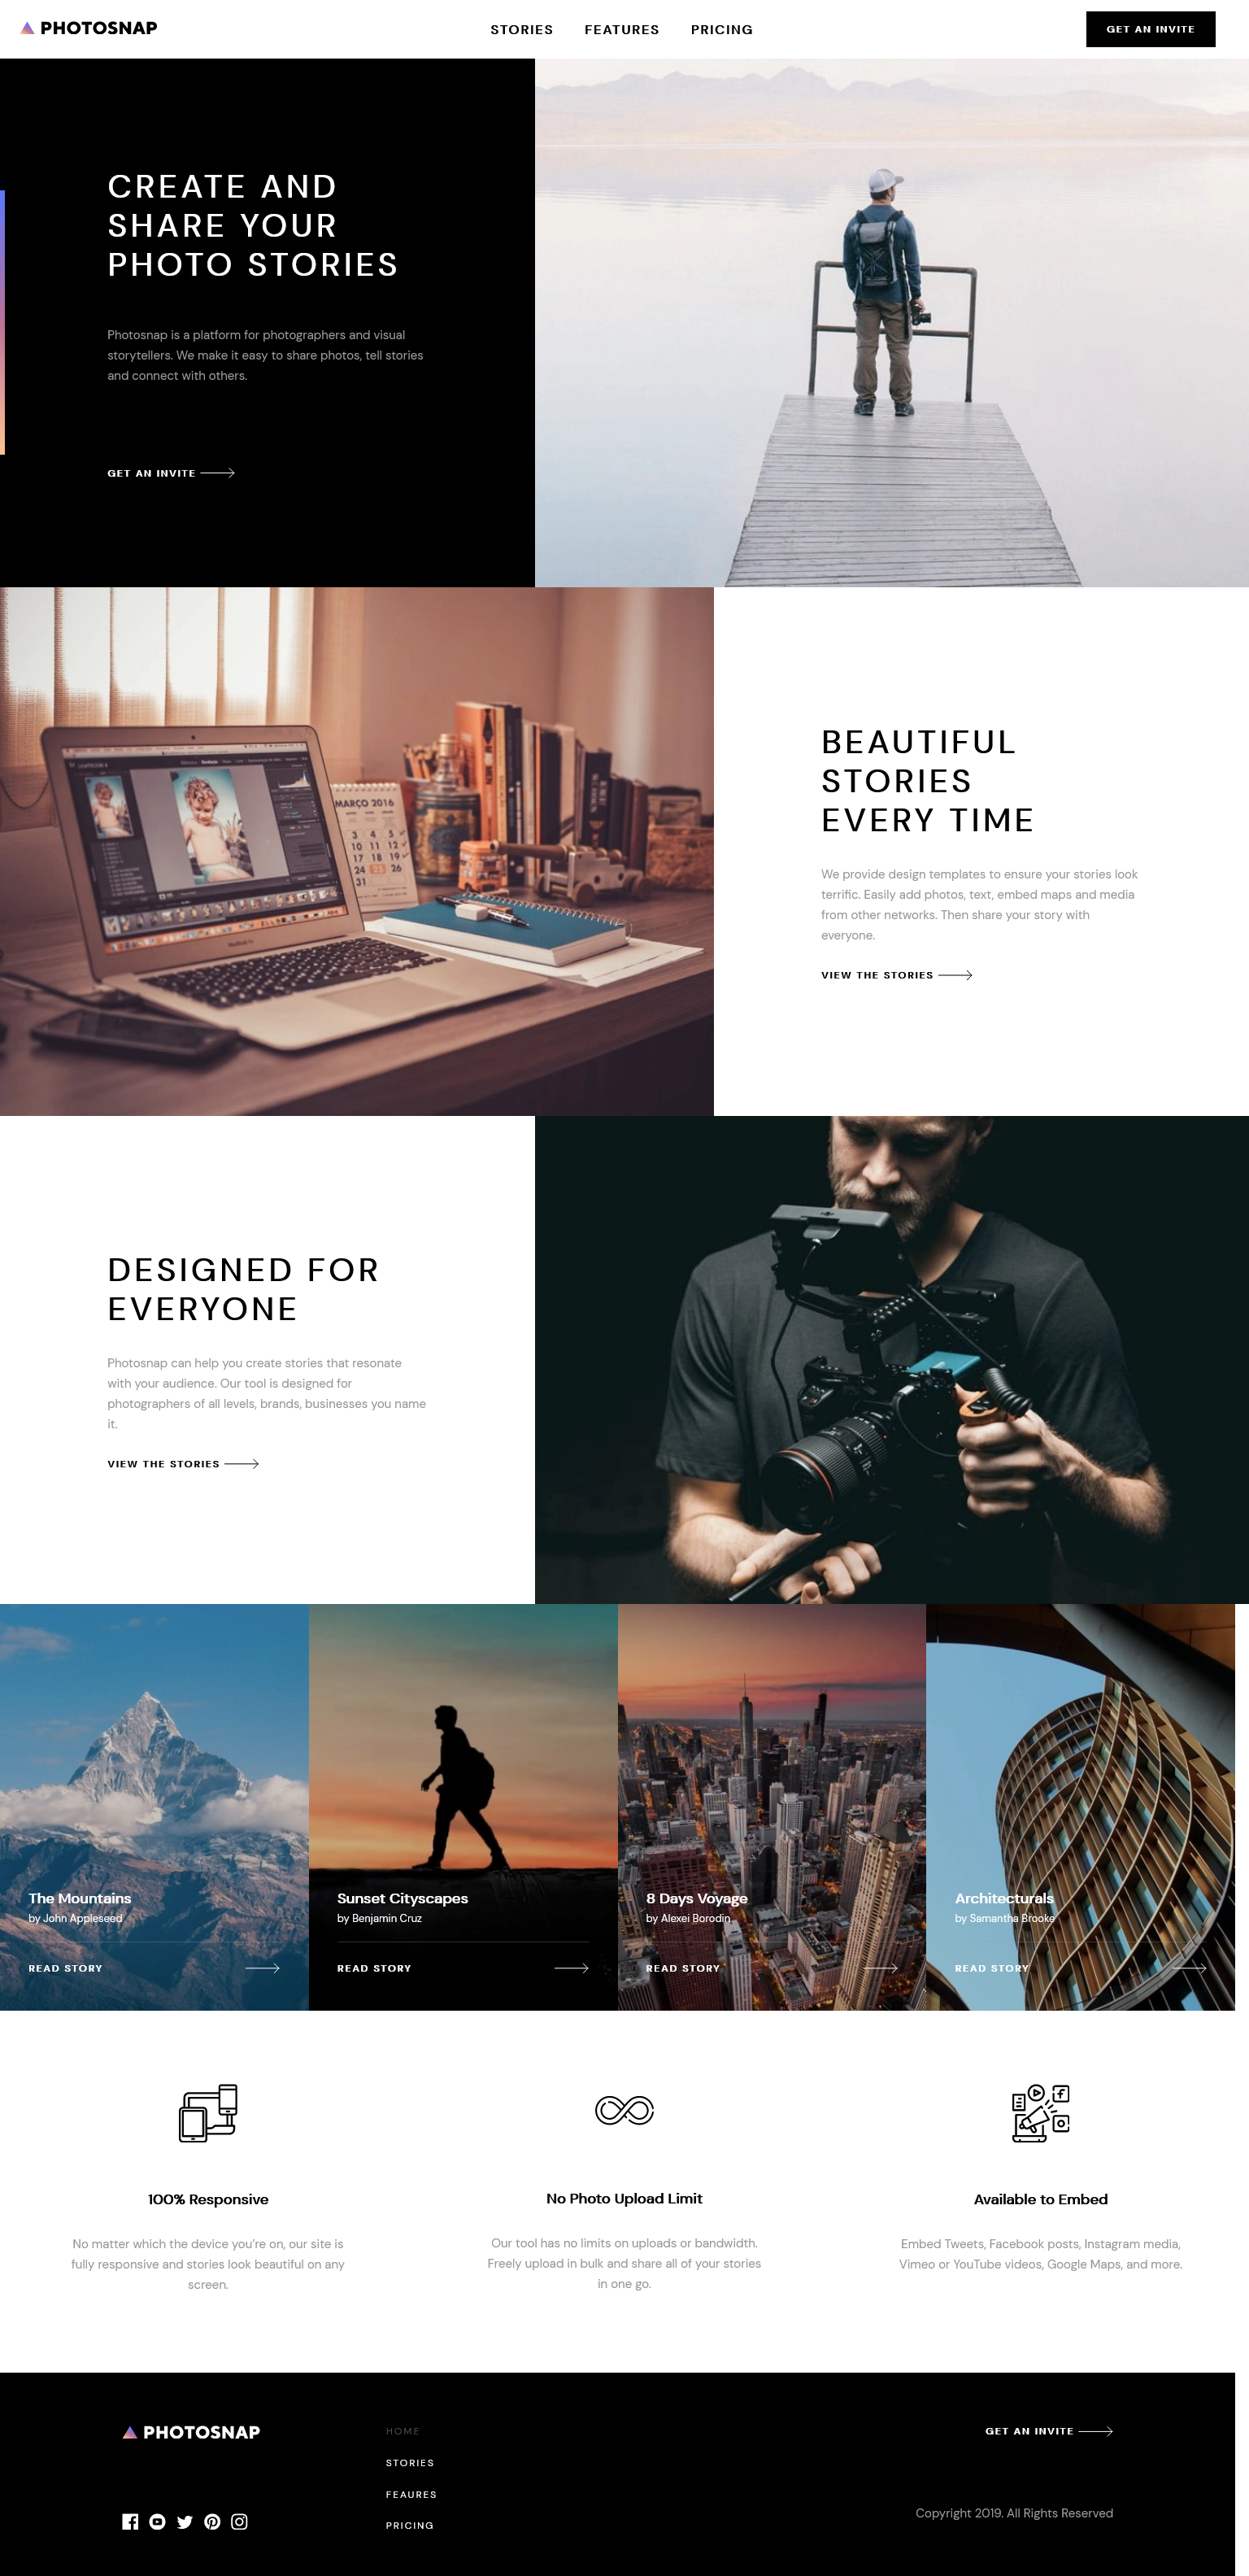 PHOTOSNAP
STORIES FEATURES PRICING
GET AN INVITE
CREATE AND
SHARE YOUR
PHOTO STORIES
Photosnap is a platform for photographers and visual
storytellers. We make it easy to share photos, tell stories
and connect with others.
GET AN INVITE
MARÇO 2016
MacBook Pro
BEAUTIFUL
STORIES
EVERY TIME
We provide design templates to ensure your stories look
terrific. Easily add photos, text, embed maps and media
from other networks. Then share your story with
everyone.
VIEW THE STORIES
DESIGNED FOR
EVERYONE
Photosnap can help you create stories that resonate
with your audience. Our tool is designed for
photographers of all levels, brands, businesses you name
it.
VIEW THE STORIES
The Mountains
by John Appleseed
READ STORY
Sunset Cityscapes
by Benjamin Cruz
READ STORY
8 Days Voyage
by Alexei Borodin
READ STORY
Architecturals
by Samantha Brooke
READ STORY
100% Responsive
No matter which the device you’re on, our site is
fully responsive and stories look beautiful on any
screen.
No Photo Upload Limit
Our tool has no limits on uploads or bandwidth.
Freely upload in bulk and share all of your stories
in one go.
Available to Embed
Embed Tweets, Facebook posts, Instagram media,
Vimeo or YouTube videos, Google Maps, and more.
PHOTOSNAP
HOME
STORIES
FEAURES
PRICING
GET AN INVITE
Copyright 2019. All Rights Reserved